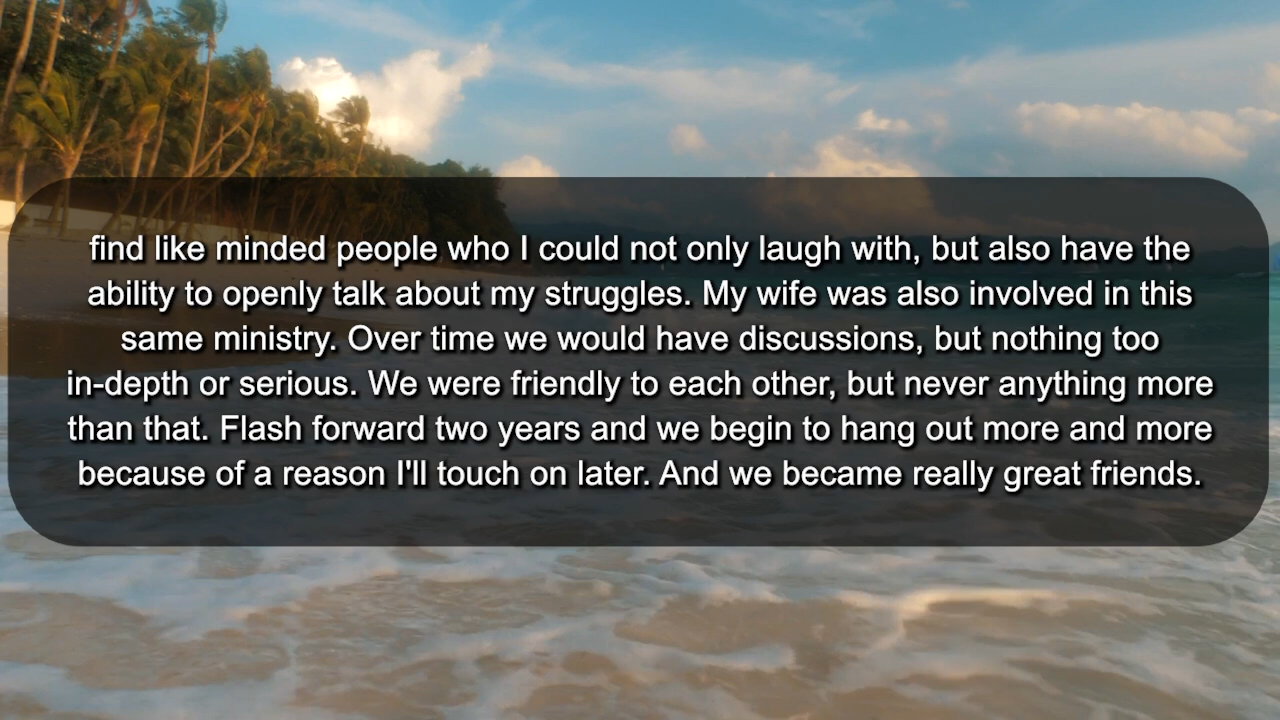 find like minded people who I could not only laugh with, but also have the
ability to openly talk about my struggles. My wife was also involved in this
same ministry. Over time we would have discussions, but nothing too
in-depth or serious. We were friendly to each other, but never anything more
than that. Flash forward two years and we begin to hang out more and more
because of a reason I'll touch on later. And we became really great friends.